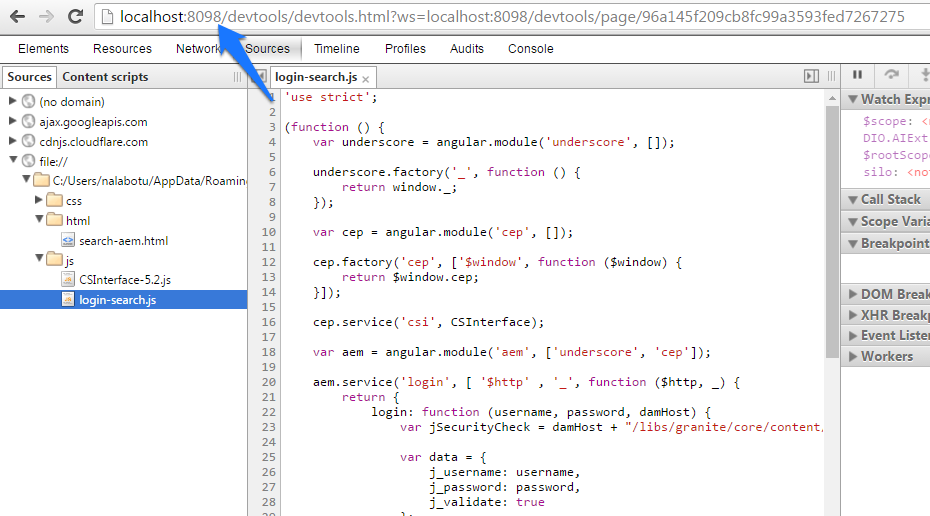 localhost:8098/devtools/devtools.html?ws=localhost:8098/devtools/page/96a145f209cb8fc99a3593fed7267275
Elements Resources Network Sources Timeline Profiles Audits Console
Sources Content scripts
login-search.js ×
(no domain)
ajax.googleapis.com
cdnjs.cloudflare.com
file://
C:/Users/nalabotu/AppData/Roamin
css
html
search-aem.html
js
CSInterface-5.2.js
login-search.js
1 'use strict';
2
3 (function () {
4 var underscore = angular.module('underscore', []);
5
6 underscore.factory('_', function () {
7 return window._;
8 });
9
10 var cep = angular.module('cep', []);
11
12 cep.factory('cep', ['$window', function ($window) {
13 return $window.cep;
14 }]);
15
16 cep.service('csi', CSInterface);
17
18 var aem = angular.module('aem', ['underscore', 'cep']);
19
20 aem.service('login', [ '$http' , '_', function ($http, _) {
21 return {
22 login: function (username, password, damHost) {
23 var jSecurityCheck = damHost + "/libs/granite/core/content/
24
25 var data = {
26 j_username: username,
27 j_password: password,
28 j_validate: true
Watch Expr
$scope: <
DIO.AIExt
$rootScope
silo: <not
Call Stack
Scope Varia
Breakpoint
DOM Break
XHR Breakp
Event Liste
Workers